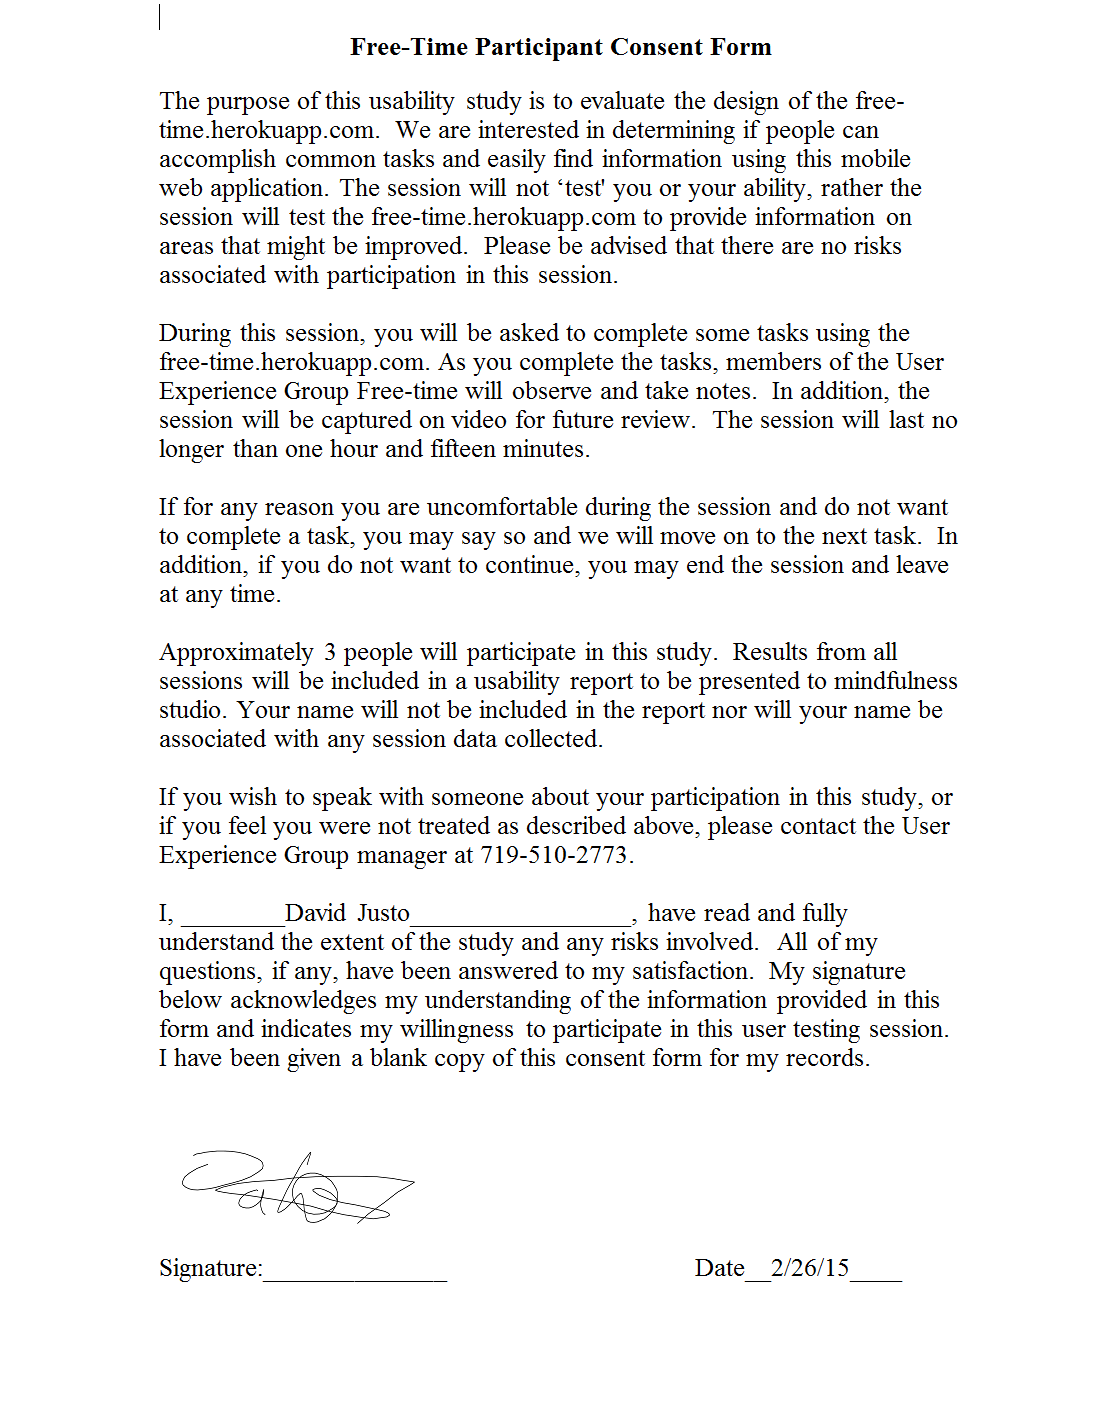 Free-Time Participant Consent Form
The purpose of this usability study is to evaluate the design of the free-
time.herokuapp.com. We are interested in determining if people can
accomplish common tasks and easily find information using this mobile
web application. The session will not ‘test' you or your ability, rather the
session will test the free-time.herokuapp.com to provide information on
areas that might be improved. Please be advised that there are no risks
associated with participation in this session.
During this session, you will be asked to complete some tasks using the
free-time.herokuapp.com. As you complete the tasks, members of the User
Experience Group Free-time will observe and take notes. In addition, the
session will be captured on video for future review. The session will last no
longer than one hour and fifteen minutes.
If for any reason you are uncomfortable during the session and do not want
to complete a task, you may say so and we will move on to the next task. In
addition, if you do not want to continue, you may end the session and leave
at any time.
Approximately 3 people will participate in this study. Results from all
sessions will be included in a usability report to be presented to mindfulness
studio. Your name will not be included in the report nor will your name be
associated with any session data collected.
If you wish to speak with someone about your participation in this study, or
if you feel you were not treated as described above, please contact the User
Experience Group manager at 719-510-2773.
I, ________David Justo_________________, have read and fully
understand the extent of the study and any risks involved. All of my
questions, if any, have been answered to my satisfaction. My signature
below acknowledges my understanding of the information provided in this
form and indicates my willingness to participate in this user testing session.
I have been given a blank copy of this consent form for my records.
Signature:______________ Date__2/26/15____